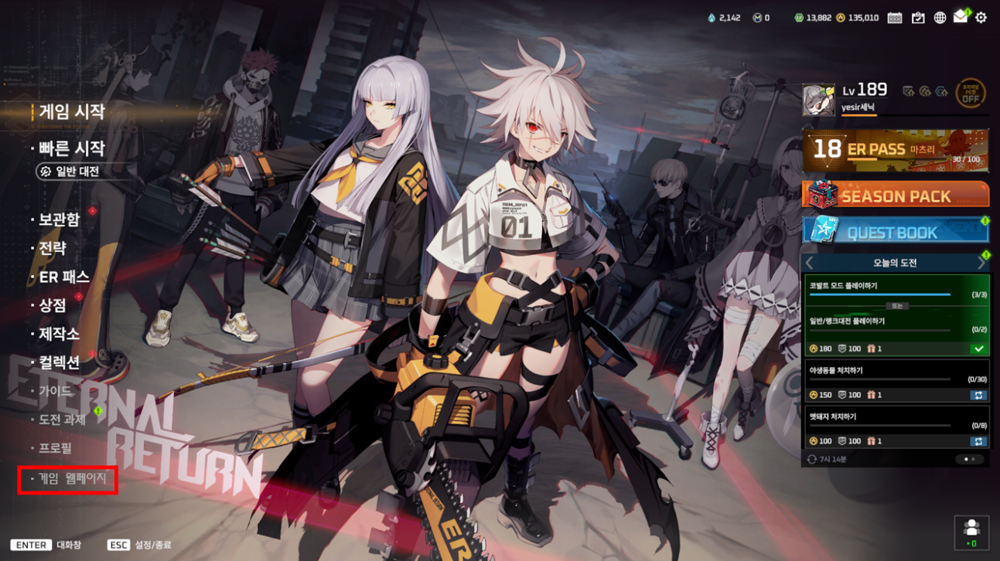 2,142 0 13,882 135,010
게임 시작
빠른 시작
일반 대전
보관함
전략
ER 패스
상점
제작소
컬렉션
가이드
도전 과제
프로필
게임 웹페이지
ETERNAL
RETURN
ENTER 대화창 ESC 설정/종료
01
ER
Lv 189
yesir세닉
프리미엄
PC방
OFF
18 ER PASS 마츠리
30 / 100
SEASON PACK
QUEST BOOK
오늘의 도전
코발트 모드 플레이하기
(3/3)
또는
일반/랭크대전 플레이하기
(0/2)
180 100 1
야생동물 처치하기
(0/30)
150 100 1
멧돼지 처치하기
(0/8)
100 100 1
7시 14분
0